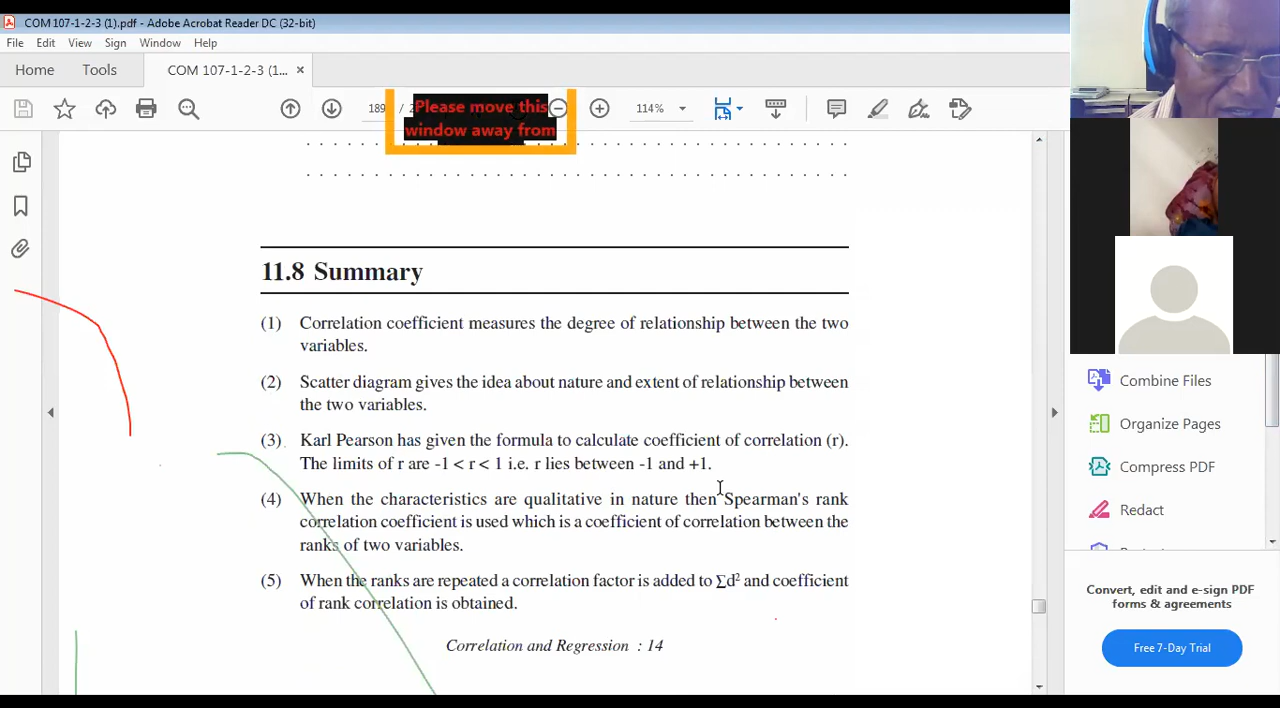 COM 107-1-2-3 (1).pdf - Adobe Acrobat Reader DC (32-bit)
File Edit View Sign Window Help
Home Tools COM 107-1-2-3 (1... ×
189 / 2 114%
Please move this
window away from
11.8 Summary
(1) Correlation coefficient measures the degree of relationship between the two
variables.
(2) Scatter diagram gives the idea about nature and extent of relationship between
the two variables.
(3) Karl Pearson has given the formula to calculate coefficient of correlation (r).
The limits of r are -1 < r < 1 i.e. r lies between -1 and +1.
(4) When the characteristics are qualitative in nature then Spearman's rank
correlation coefficient is used which is a coefficient of correlation between the
ranks of two variables.
(5) When the ranks are repeated a correlation factor is added to Σd² and coefficient
of rank correlation is obtained.
Correlation and Regression : 14
Combine Files
Organize Pages
Compress PDF
Redact
Convert, edit and e-sign PDF
forms & agreements
Free 7-Day Trial